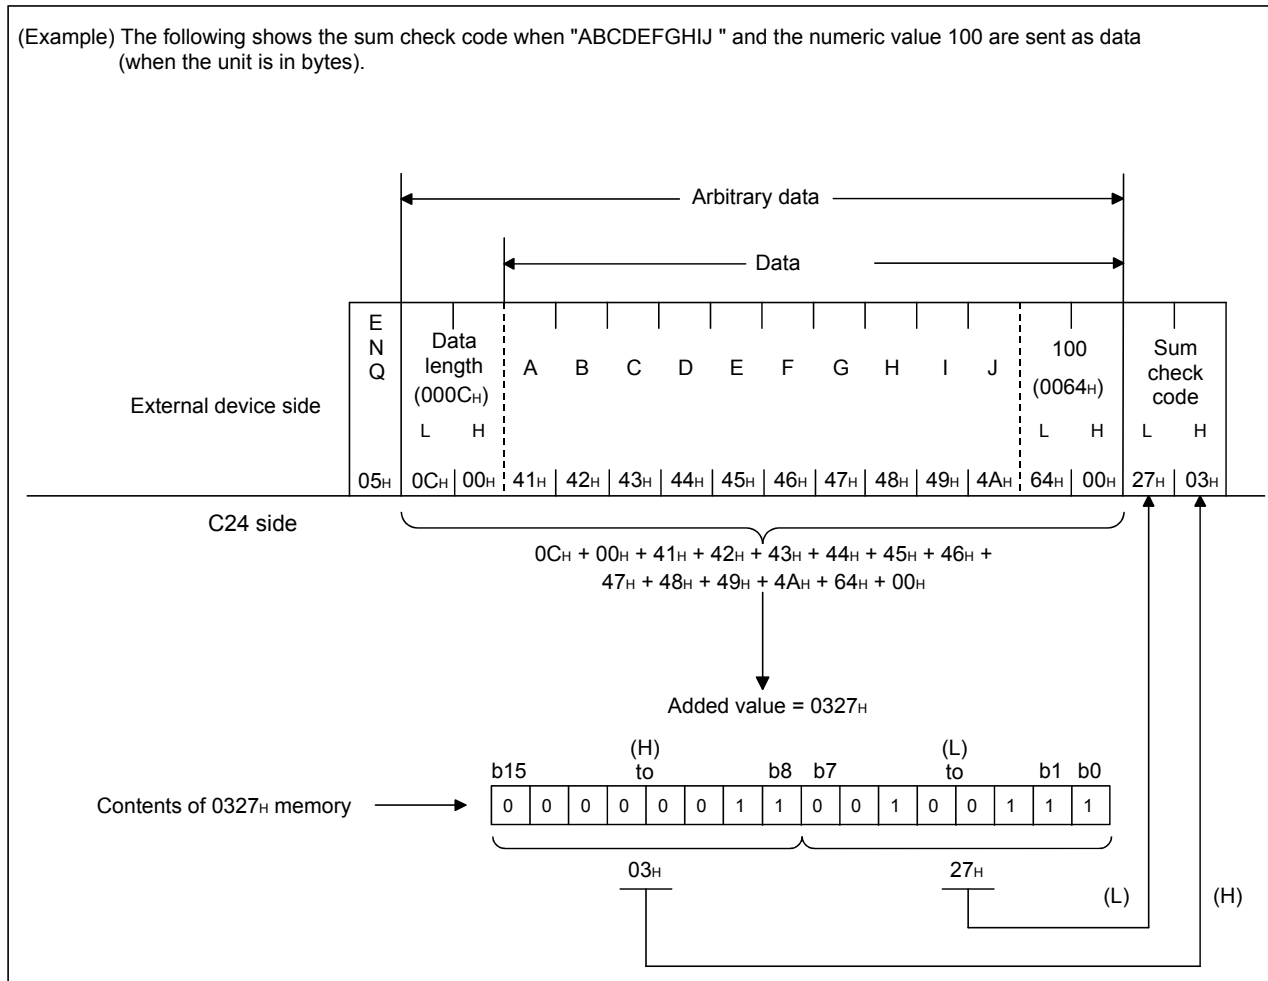 (Example) The following shows the sum check code when "ABCDEFGHIJ " and the numeric value 100 are sent as data
(when the unit is in bytes).
Arbitrary data
Data
E
N
Q
Data
length
(000CH)
A B C D E F G H I J
100
(0064H)
Sum
check
code
External device side
L H L H L H
05H 0CH 00H 41H 42H 43H 44H 45H 46H 47H 48H 49H 4AH 64H 00H 27H 03H
C24 side
0CH + 00H + 41H + 42H + 43H + 44H + 45H + 46H +
47H + 48H + 49H + 4AH + 64H + 00H
Added value = 0327H
(H) (L)
b15 to b8 b7 to b1 b0
Contents of 0327H memory
0 0 0 0 0 0 1 1 0 0 1 0 0 1 1 1
03H 27H
(L) (H)